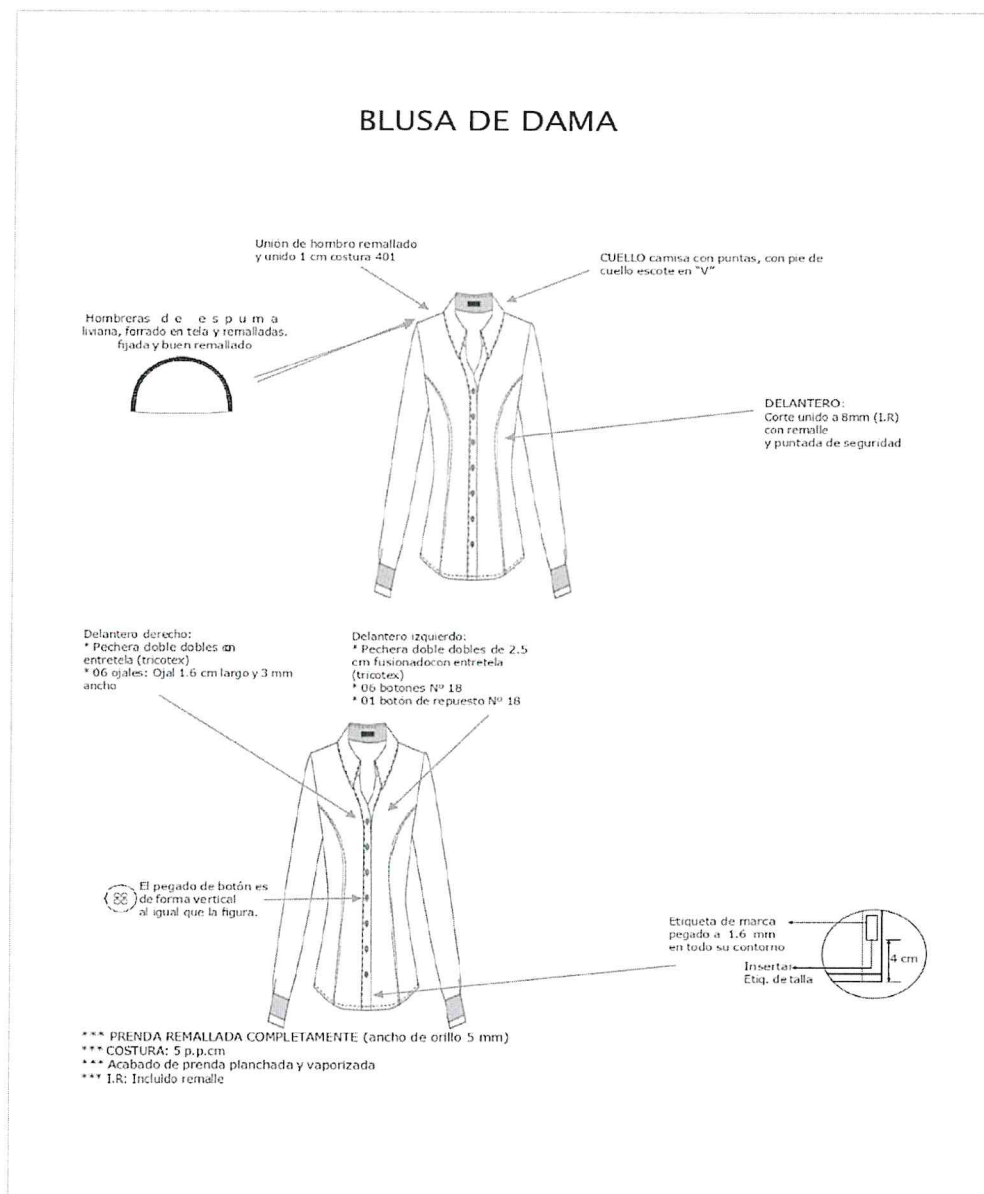 BLUSA DE DAMA
Unión de hombro remallado
y unido 1 cm costura 401
CUELLO camisa con puntas, con pie de
cuello escote en "V"
Hombreras de espuma
liviana, forrado en tela y remalladas.
fijada y buen remallado
DELANTERO:
Corte unido a 8mm (I.R)
con remalle
y puntada de seguridad
Delantero derecho:
* Pechera doble dobles con
entretela (tricotex)
* 06 ojales: Ojal 1.6 cm largo y 3 mm
ancho
Delantero izquierdo:
* Pechera doble dobles de 2.5
cm fusionadocon entretela
(tricotex)
* 06 botones Nº 18
* 01 botón de repuesto Nº 18
El pegado de botón es
de forma vertical
al igual que la figura.
Etiqueta de marca
pegado a 1.6 mm
en todo su contorno
Insertar
Etiq. de talla
4 cm
*** PRENDA REMALLADA COMPLETAMENTE (ancho de orillo 5 mm)
*** COSTURA: 5 p.p.cm
*** Acabado de prenda planchada y vaporizada
*** I.R: Incluido remalle